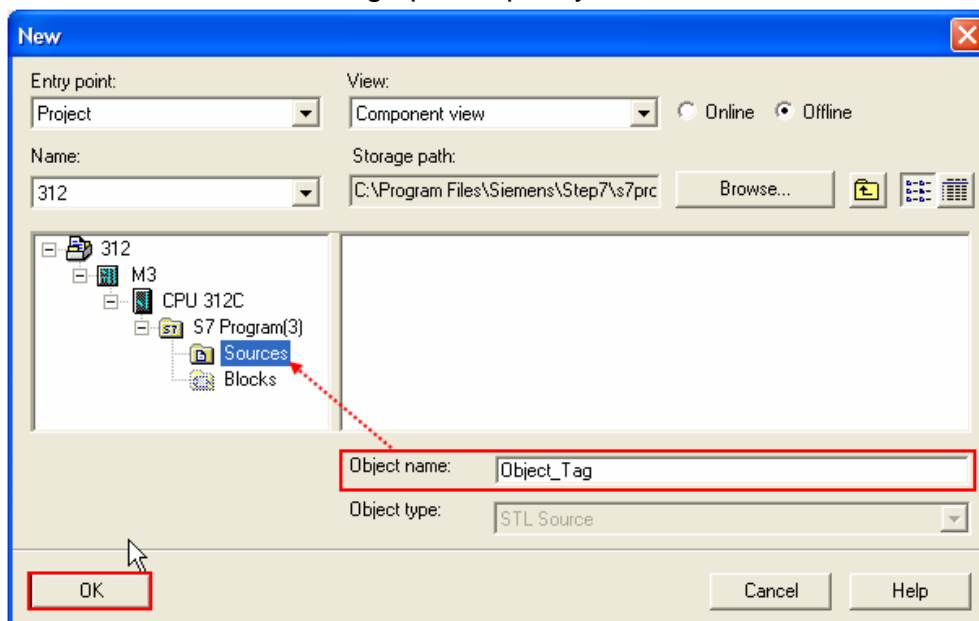 New
Entry point:
View:
Project
Component view
Online
Offline
Name:
Storage path:
312
C:\Program Files\Siemens\Step7\s7prc
Browse...
312
M3
CPU 312C
S7 Program(3)
Sources
Blocks
Object name:
Object_Tag
Object type:
STL Source
OK
Cancel
Help